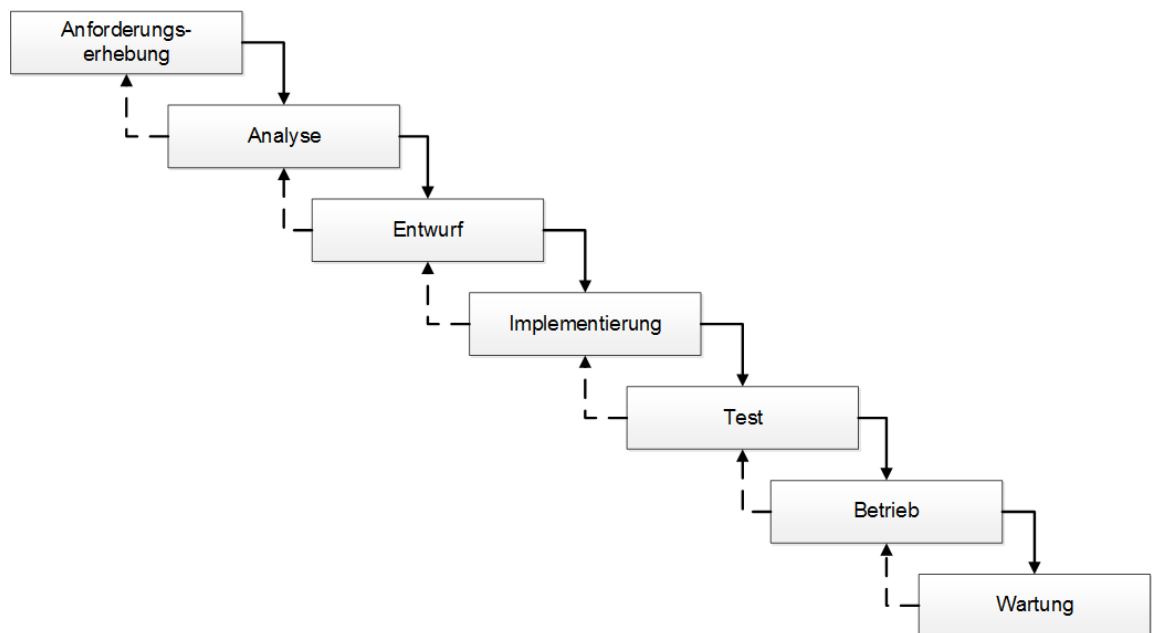 Anforderungs-
erhebung
Analyse
Entwurf
Implementierung
Test
Betrieb
Wartung